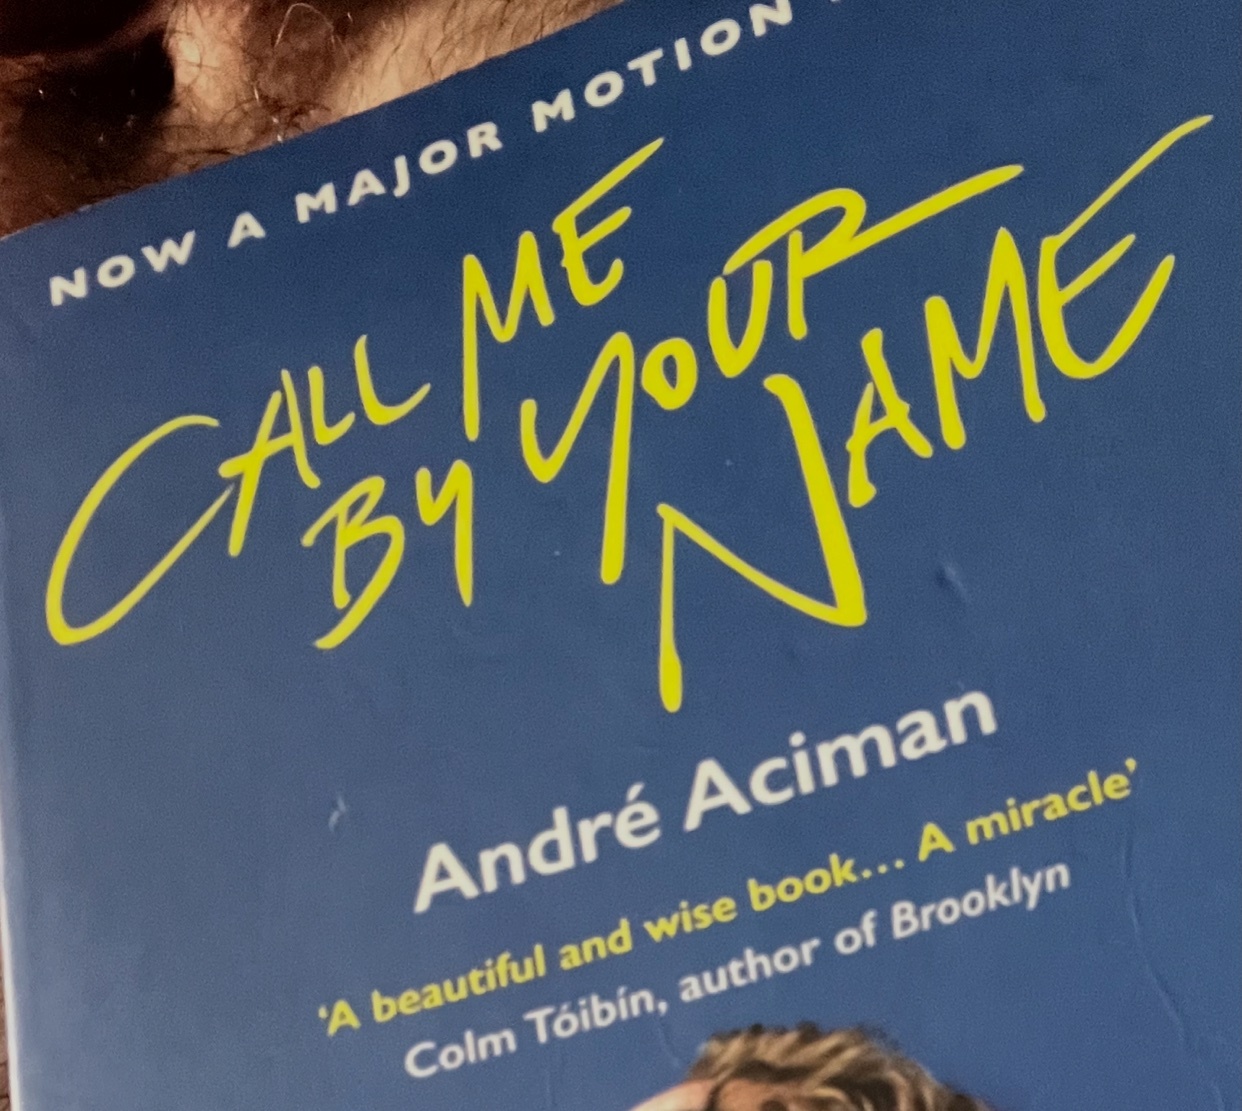 NOW A MAJOR MOTION
CALL ME
BY YOUR
NAME
André Aciman
‘A beautiful and wise book... A miracle’
Colm Tóibín, author of Brooklyn